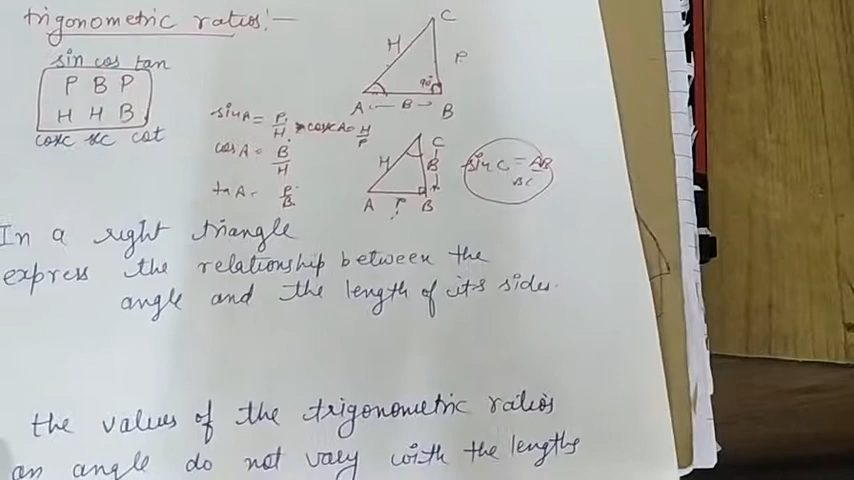 trigonometric ratios:—
sin cos tan
P B P
H H B
cosec sec cot
C
H
P
90°
A ← B → B
sinA = P/H cosecA = H/P
cosA = B/H
tanA = P/B
C
H
B
A P B
sin C = AB
BC
In a right triangle
express the relationship between the
angle and the length of its sides.
the values of the trigonometric ratios
an angle do not vary with the lengths